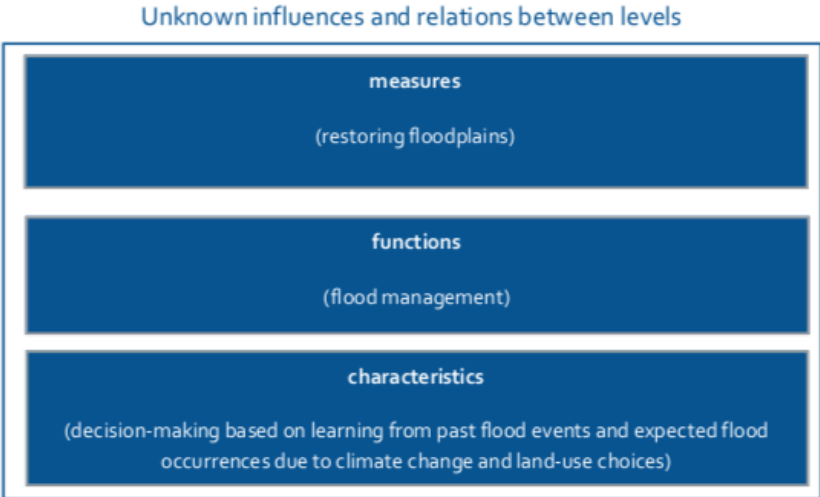 Unknown influences and relations between levels
measures
(restoring floodplains)
functions
(flood management)
characteristics
(decision-making based on learning from past flood events and expected flood
occurrences due to climate change and land-use choices)